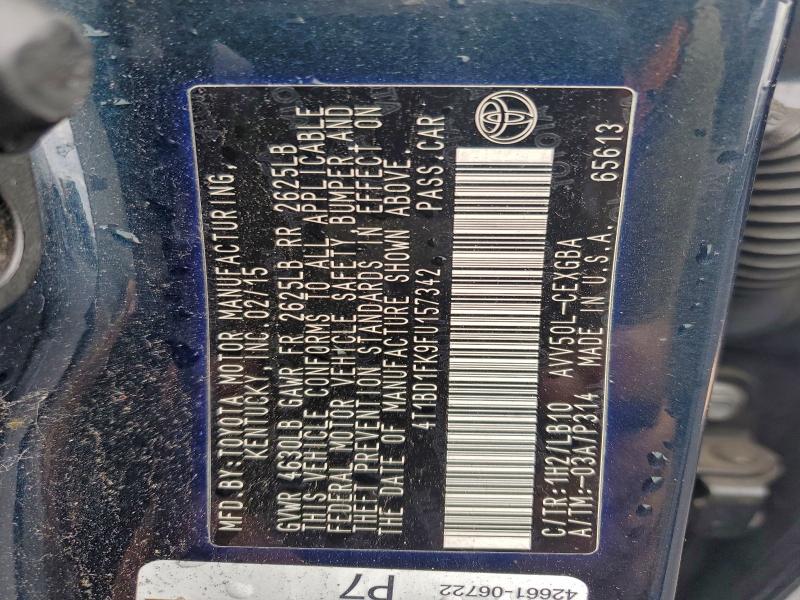 MFD.BY:TOYOTA MOTOR MANUFACTURING,
KENTUCKY, INC. 02/15
GVWR 4630LB GAWR FR 2625LB RR 2625LB
THIS VEHICLE CONFORMS TO ALL APPLICABLE
FEDERAL MOTOR VEHICLE SAFETY, BUMPER, AND
THEFT PREVENTION STANDARDS IN EFFECT ON
THE DATE OF MANUFACTURE SHOWN ABOVE.
4T1BD1FK9FU157342 PASS.CAR
C/TR:1H2/LB10 AVV50L-CEXGBA
A/TM:-03A/P314 MADE IN U.S.A. 65613
42661-06722
P7